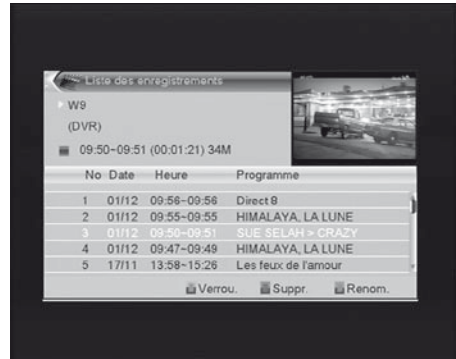 Liste des enregistrements
W9
(DVR)
09:50~09:51 (00:01:21) 34M
No Date Heure Programme
1 01/12 09:56~09:56 Direct 8
2 01/12 09:55~09:55 HIMALAYA, LA LUNE
3 01/12 09:50~09:51 SUE SELAH > CRAZY
4 01/12 09:47~09:49 HIMALAYA, LA LUNE
5 17/11 13:58~15:26 Les feux de l'amour
Verrou. Suppr. Renom.